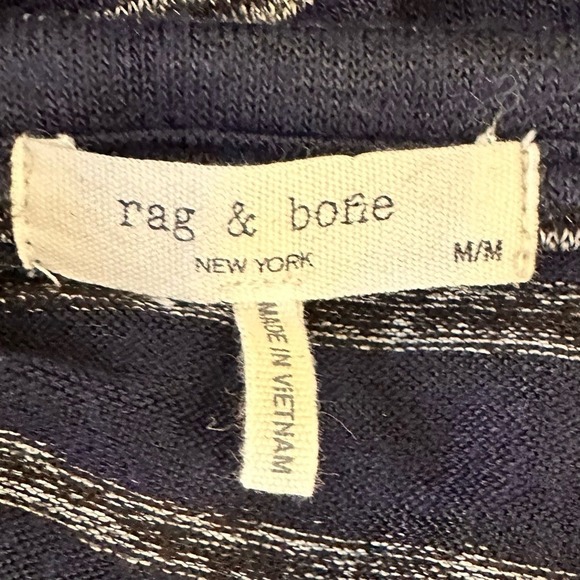 rag & bone
NEW YORK
M/M
MADE IN VIETNAM